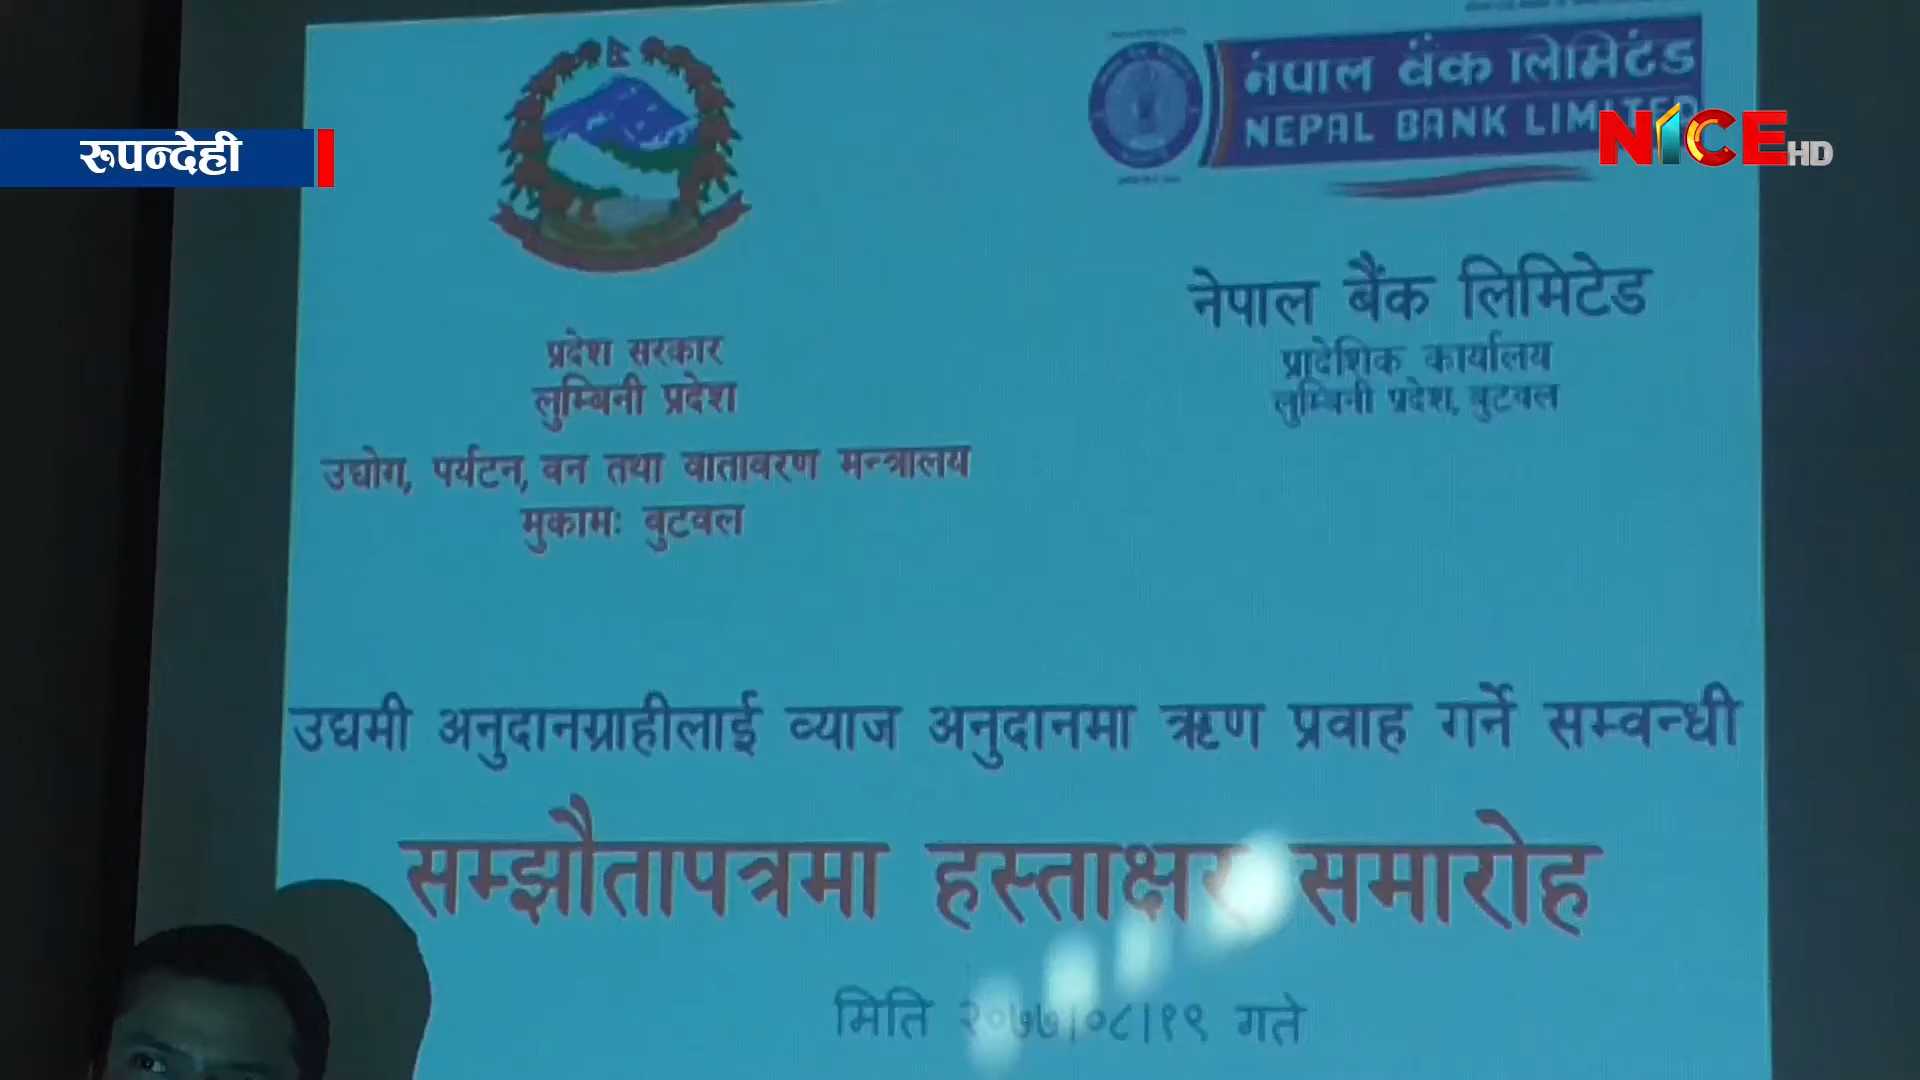 रुपन्देही
NICE HD
नेपाल बैंक लिमिटेड
NEPAL BANK LIMITED
नेपाल बैंक लिमिटेड
प्रादेशिक कार्यालय
लुम्बिनी प्रदेश, बुटवल
प्रदेश सरकार
लुम्बिनी प्रदेश
उद्योग, पर्यटन, वन तथा वातावरण मन्त्रालय
मुकामः बुटवल
उद्यमी अनुदानग्राहीलाई व्याज अनुदानमा ऋण प्रवाह गर्ने सम्वन्धी
सम्झौतापत्रमा हस्ताक्षर समारोह
मिति २०७७।०८।१९ गते